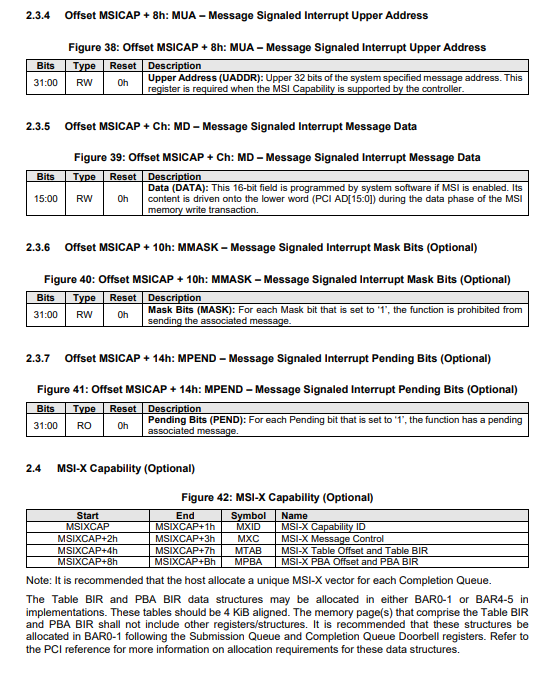 2.3.4 Offset MSICAP + 8h: MUA – Message Signaled Interrupt Upper Address
Figure 38: Offset MSICAP + 8h: MUA – Message Signaled Interrupt Upper Address
Bits Type Reset Description
31:00 RW 0h Upper Address (UADDR): Upper 32 bits of the system specified message address. This
register is required when the MSI Capability is supported by the controller.
2.3.5 Offset MSICAP + Ch: MD – Message Signaled Interrupt Message Data
Figure 39: Offset MSICAP + Ch: MD – Message Signaled Interrupt Message Data
Bits Type Reset Description
15:00 RW 0h Data (DATA): This 16-bit field is programmed by system software if MSI is enabled. Its
content is driven onto the lower word (PCI AD[15:0]) during the data phase of the MSI
memory write transaction.
2.3.6 Offset MSICAP + 10h: MMASK – Message Signaled Interrupt Mask Bits (Optional)
Figure 40: Offset MSICAP + 10h: MMASK – Message Signaled Interrupt Mask Bits (Optional)
Bits Type Reset Description
31:00 RW 0h Mask Bits (MASK): For each Mask bit that is set to ‘1’, the function is prohibited from
sending the associated message.
2.3.7 Offset MSICAP + 14h: MPEND – Message Signaled Interrupt Pending Bits (Optional)
Figure 41: Offset MSICAP + 14h: MPEND – Message Signaled Interrupt Pending Bits (Optional)
Bits Type Reset Description
31:00 RO 0h Pending Bits (PEND): For each Pending bit that is set to ‘1’, the function has a pending
associated message.
2.4 MSI-X Capability (Optional)
Figure 42: MSI-X Capability (Optional)
Start End Symbol Name
MSIXCAP MSIXCAP+1h MXID MSI-X Capability ID
MSIXCAP+2h MSIXCAP+3h MXC MSI-X Message Control
MSIXCAP+4h MSIXCAP+7h MTAB MSI-X Table Offset and Table BIR
MSIXCAP+8h MSIXCAP+Bh MPBA MSI-X PBA Offset and PBA BIR
Note: It is recommended that the host allocate a unique MSI-X vector for each Completion Queue.
The Table BIR and PBA BIR data structures may be allocated in either BAR0-1 or BAR4-5 in
implementations. These tables should be 4 KiB aligned. The memory page(s) that comprise the Table BIR
and PBA BIR shall not include other registers/structures. It is recommended that these structures be
allocated in BAR0-1 following the Submission Queue and Completion Queue Doorbell registers. Refer to
the PCI reference for more information on allocation requirements for these data structures.